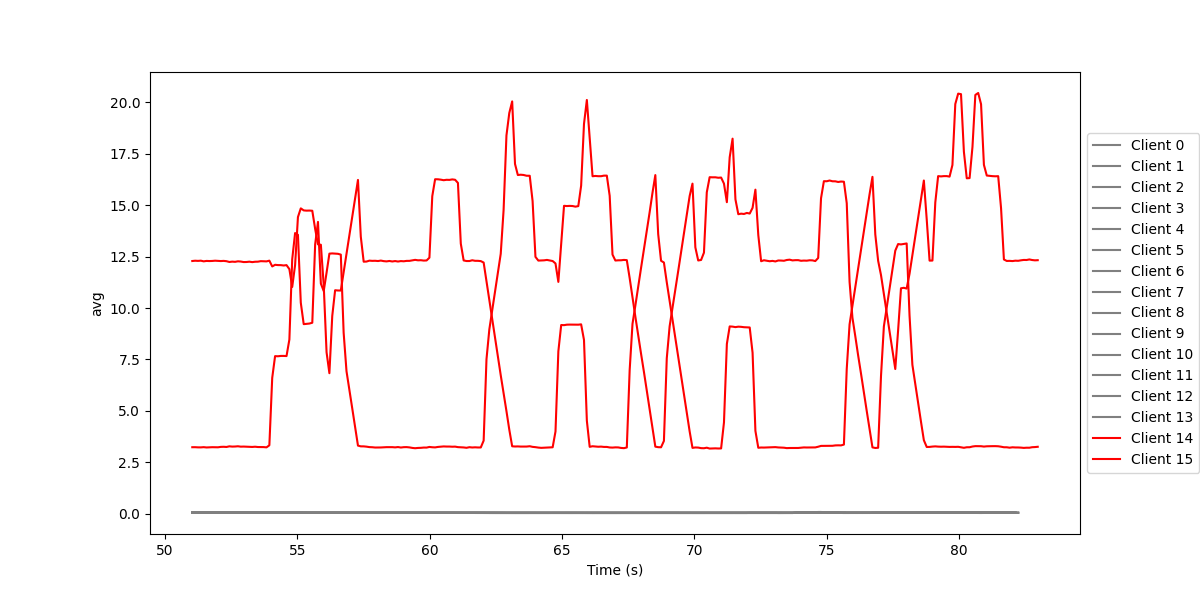 20.0
17.5
15.0
12.5
10.0
7.5
5.0
2.5
0.0
avg
50 55 60 65 70 75 80
Time (s)
Client 0
Client 1
Client 2
Client 3
Client 4
Client 5
Client 6
Client 7
Client 8
Client 9
Client 10
Client 11
Client 12
Client 13
Client 14
Client 15